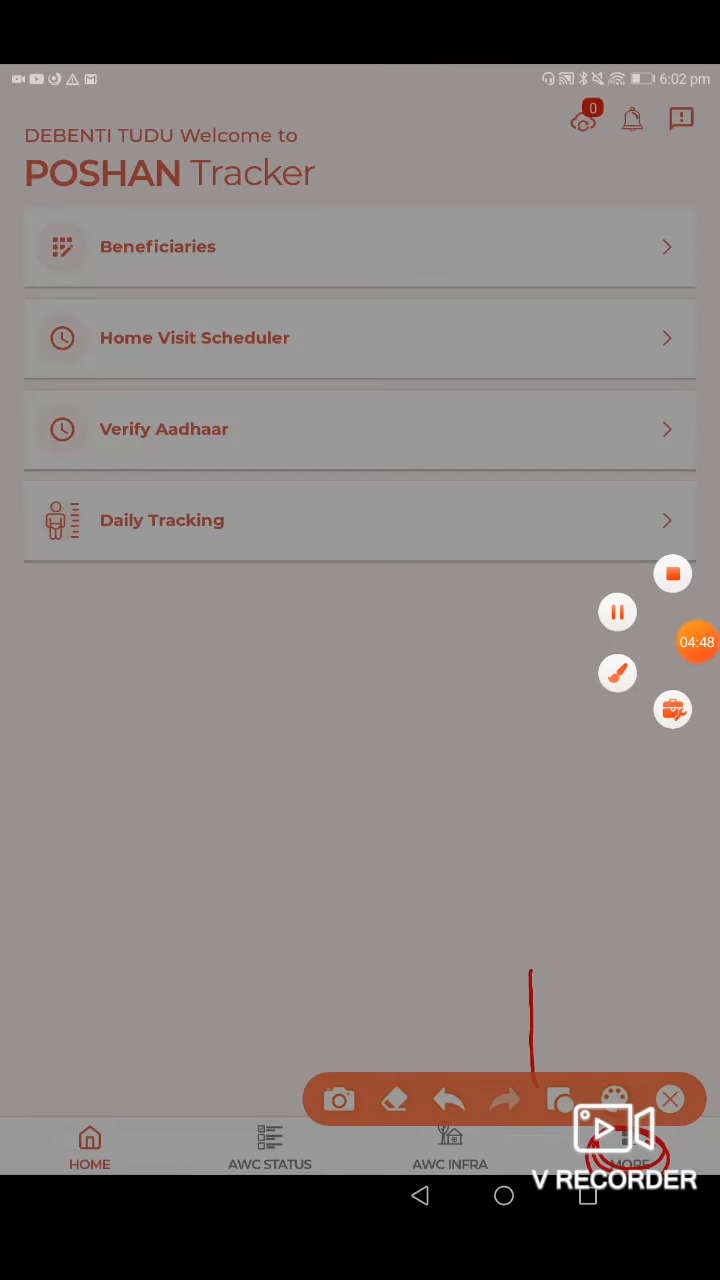 6:02 pm
0
DEBENTI TUDU Welcome to
POSHAN Tracker
Beneficiaries
Home Visit Scheduler
Verify Aadhaar
Daily Tracking
04:48
HOME
AWC STATUS
AWC INFRA
MORE
V RECORDER